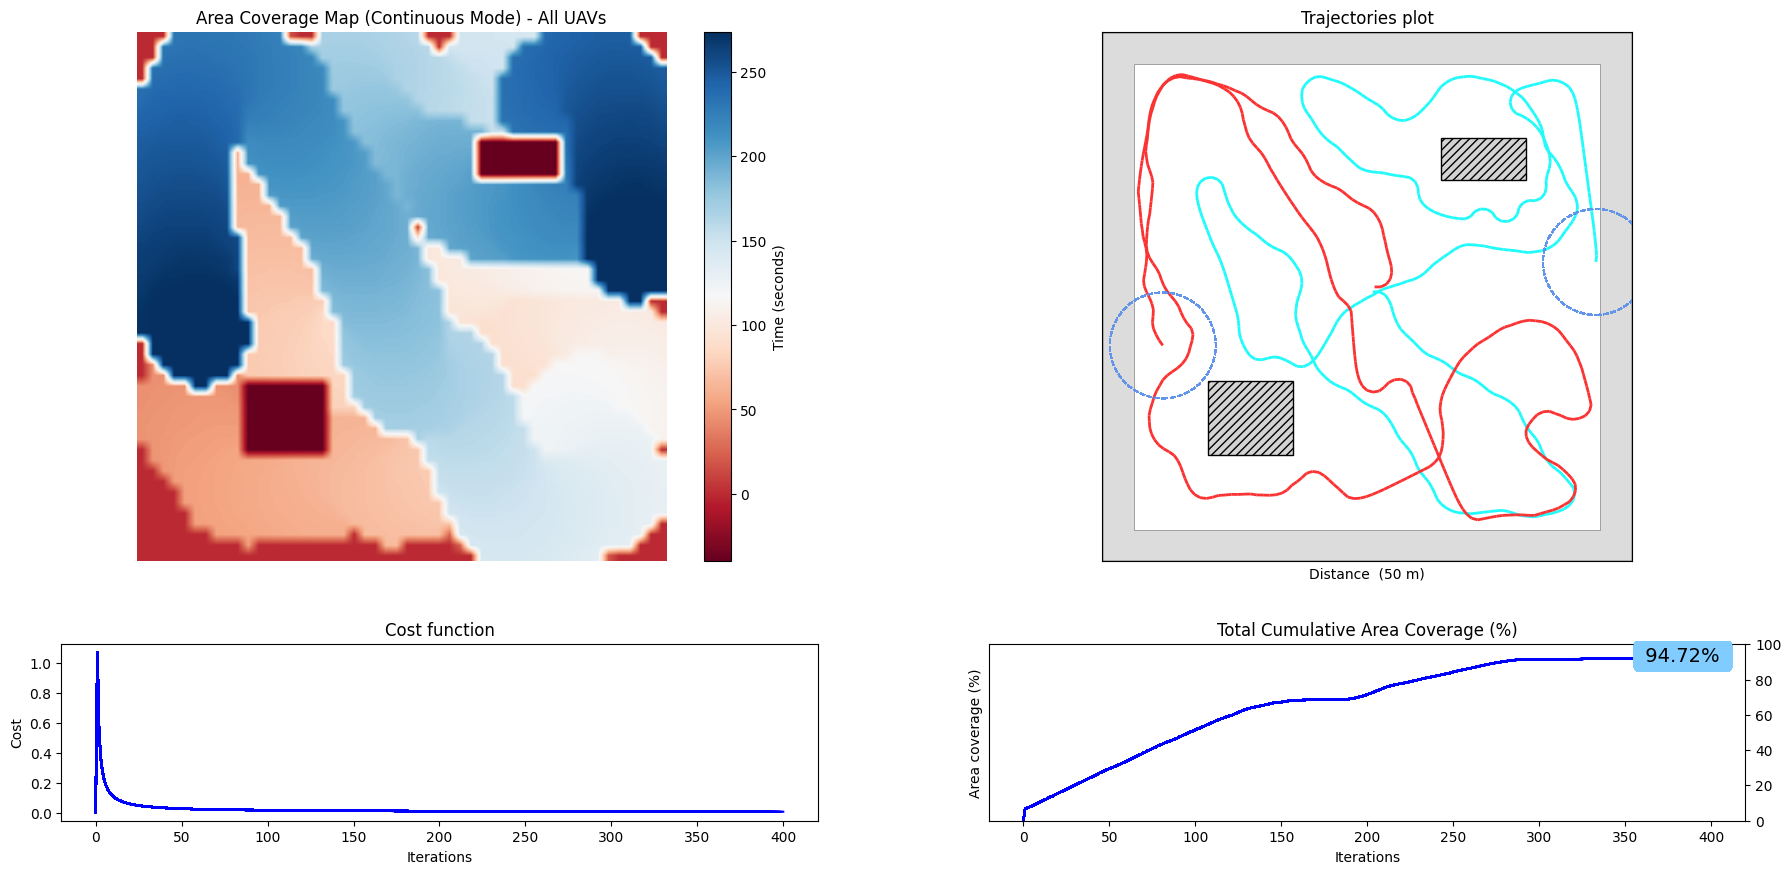 Area Coverage Map (Continuous Mode) - All UAVs
250
200
150
100
50
0
Time (seconds)
Trajectories plot
Distance  (50 m)
Cost function
1.0
0.8
0.6
0.4
0.2
0.0
Cost
0 50 100 150 200 250 300 350 400
Iterations
Total Cumulative Area Coverage (%)
94.72%
Area coverage (%)
100
80
60
40
20
0
0 50 100 150 200 250 300 350 400
Iterations